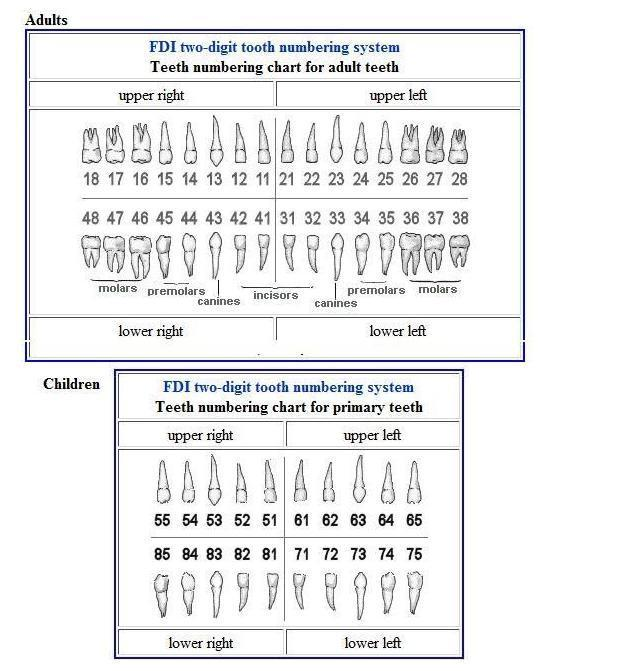 Adults
FDI two-digit tooth numbering system
Teeth numbering chart for adult teeth
upper right upper left
18 17 16 15 14 13 12 11 21 22 23 24 25 26 27 28
48 47 46 45 44 43 42 41 31 32 33 34 35 36 37 38
molars premolars canines incisors canines premolars molars
lower right lower left
Children
FDI two-digit tooth numbering system
Teeth numbering chart for primary teeth
upper right upper left
55 54 53 52 51 61 62 63 64 65
85 84 83 82 81 71 72 73 74 75
lower right lower left